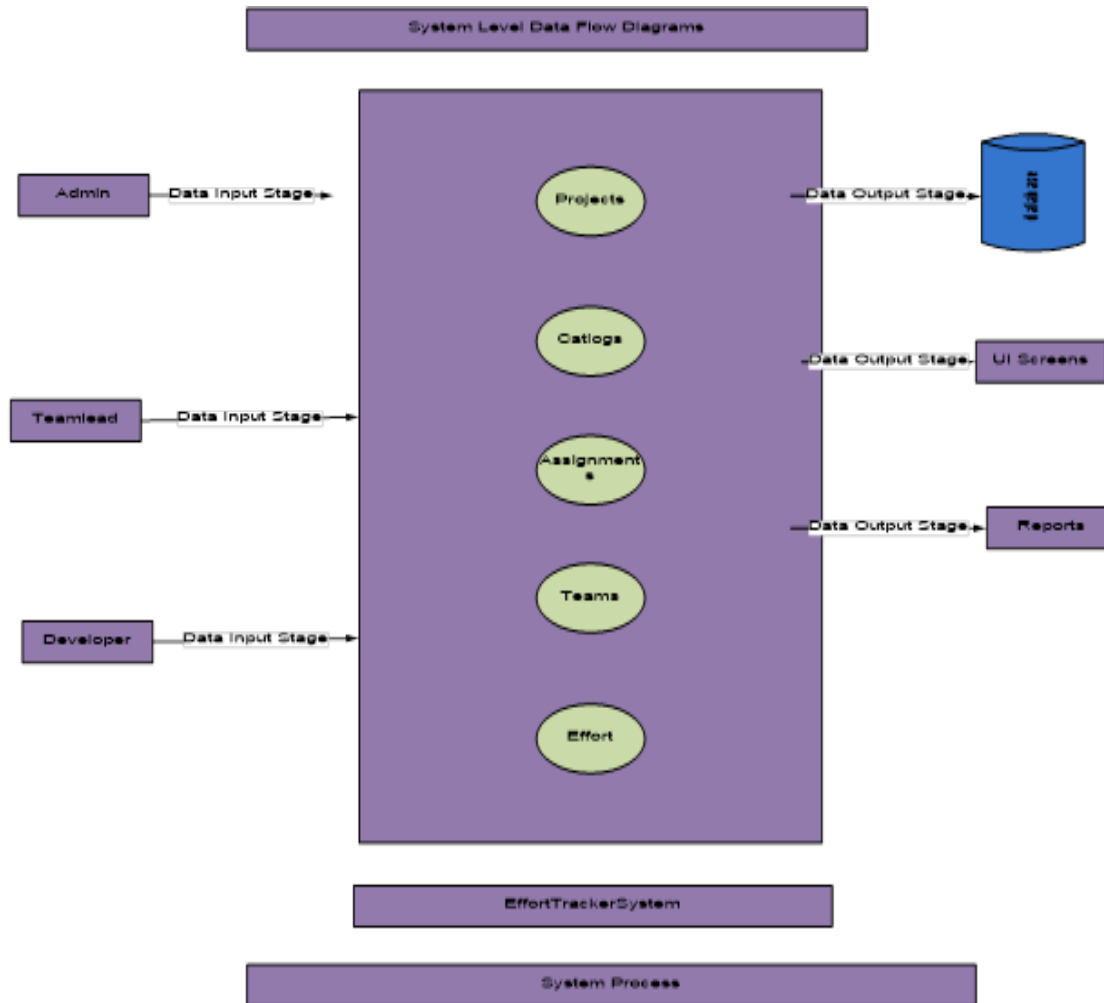 System Level Data Flow Diagrams
Admin
Data Input Stage
Projects
Data Output Stage
Catlogs
Data Output Stage
UI Screens
Teamlead
Data Input Stage
Assignment
s
Data Output Stage
Reports
Teams
Developer
Data Input Stage
Effort
EffortTrackerSystem
System Process